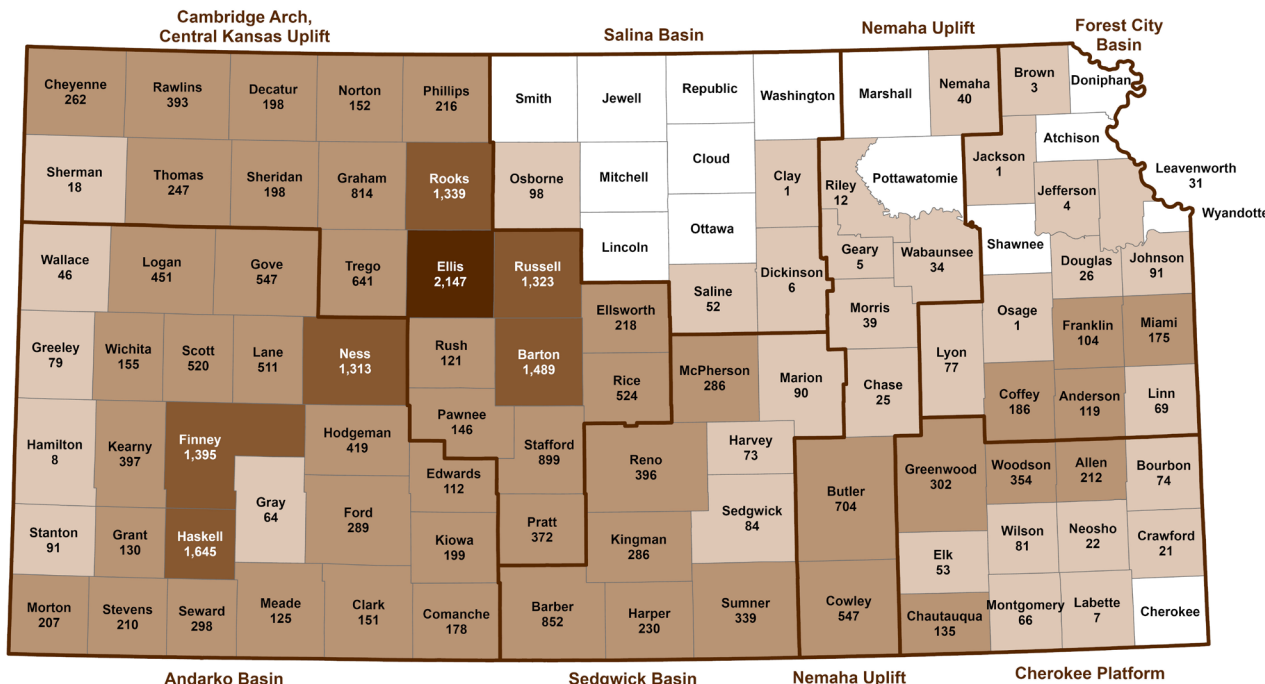 Cambridge Arch,
Central Kansas Uplift
Salina Basin
Nemaha Uplift
Forest City
Basin
Cheyenne
262
Rawlins
393
Decatur
198
Norton
152
Phillips
216
Smith
Jewell
Republic
Washington
Marshall
Nemaha
40
Brown
3
Doniphan
Sherman
18
Thomas
247
Sheridan
198
Graham
814
Rooks
1,339
Osborne
98
Mitchell
Cloud
Clay
1
Riley
12
Pottawatomie
Jackson
1
Atchison
Jefferson
4
Leavenworth
31
Wyandotte
Wallace
46
Logan
451
Gove
547
Trego
641
Ellis
2,147
Russell
1,323
Lincoln
Ottawa
Saline
52
Dickinson
6
Geary
5
Wabaunsee
34
Shawnee
Douglas
26
Johnson
91
Greeley
79
Wichita
155
Scott
520
Lane
511
Ness
1,313
Rush
121
Barton
1,489
Ellsworth
218
Rice
524
McPherson
286
Marion
90
Morris
39
Chase
25
Lyon
77
Osage
1
Franklin
104
Miami
175
Coffey
186
Anderson
119
Linn
69
Hamilton
8
Kearny
397
Finney
1,395
Hodgeman
419
Pawnee
146
Stafford
899
Edwards
112
Reno
396
Harvey
73
Butler
704
Greenwood
302
Woodson
354
Allen
212
Bourbon
74
Stanton
91
Grant
130
Haskell
1,645
Gray
64
Ford
289
Kiowa
199
Pratt
372
Kingman
286
Sedgwick
84
Elk
53
Wilson
81
Neosho
22
Crawford
21
Morton
207
Stevens
210
Seward
298
Meade
125
Clark
151
Comanche
178
Barber
852
Harper
230
Sumner
339
Cowley
547
Chautauqua
135
Montgomery
66
Labette
7
Cherokee
Andarko Basin
Sedgwick Basin
Nemaha Uplift
Cherokee Platform